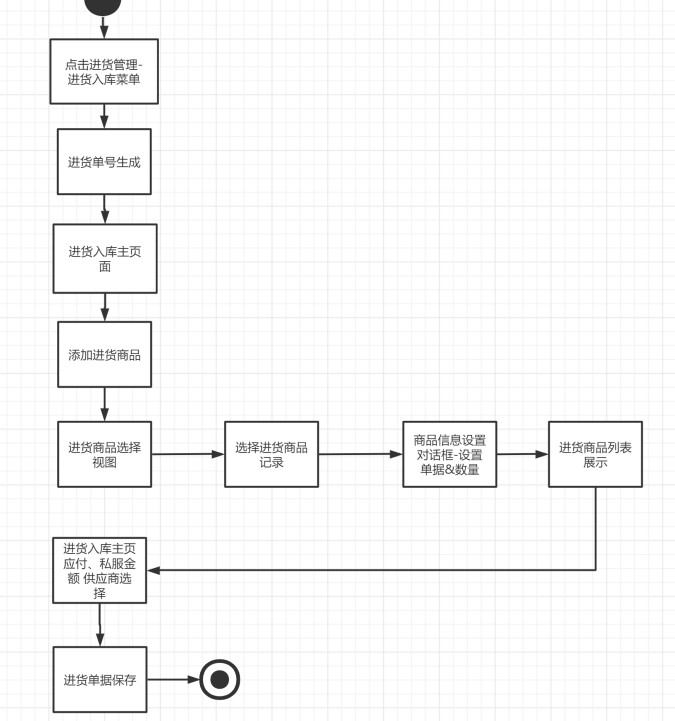 点击进货管理-
进货入库菜单
进货单号生成
进货入库主页
面
添加进货商品
进货商品选择
视图
选择进货商品
记录
商品信息设置
对话框-设置
单据&数量
进货商品列表
展示
进货入库主页
应付、私服金
额 供应商选
择
进货单据保存